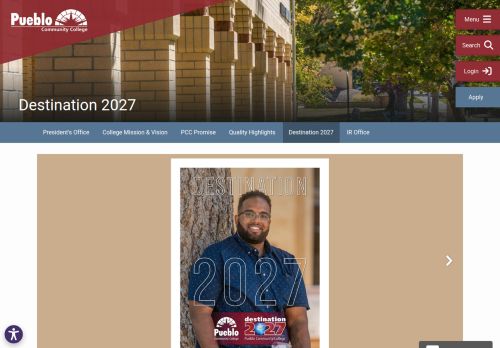 Pueblo
Community College
Menu
Search
Login
Apply
Destination 2027
President's Office
College Mission & Vision
PCC Promise
Quality Highlights
Destination 2027
IR Office
DESTINATION
2027
Pueblo
community college
destination
2027
Pueblo Community College